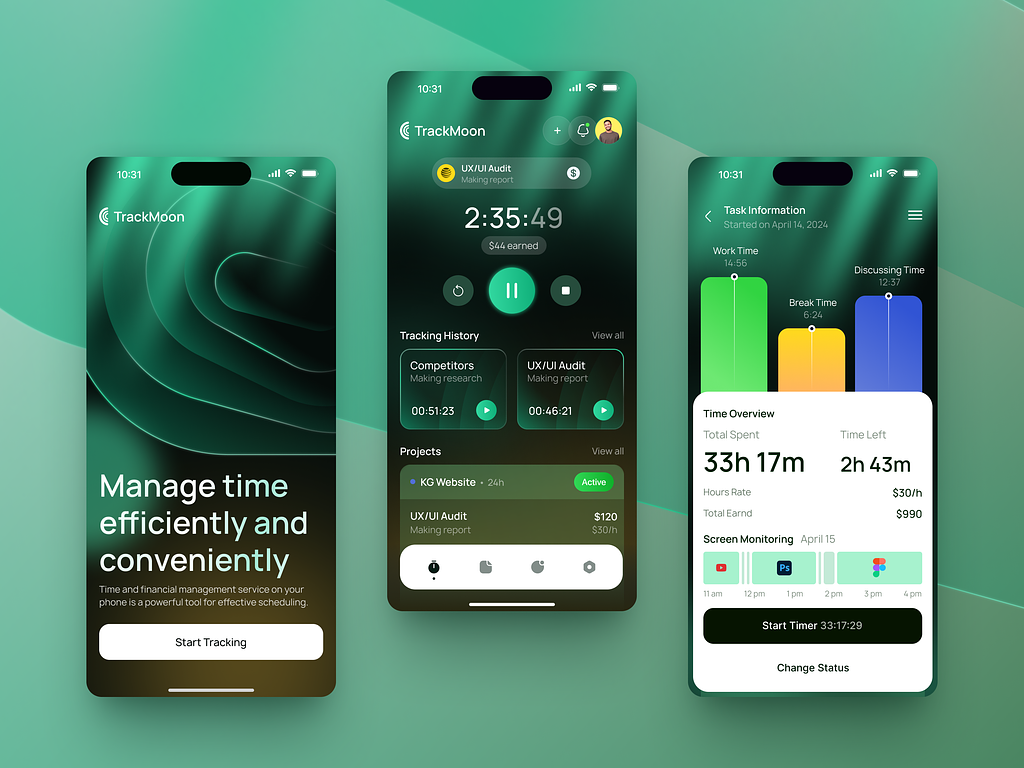 10:31
TrackMoon
Manage time
efficiently and
conveniently
Time and financial management service on your
phone is a powerful tool for effective scheduling.
Start Tracking
10:31
TrackMoon
+
UX/UI Audit
Making report
$
2:35:49
$44 earned
Tracking History
View all
Competitors
Making research
00:51:23
UX/UI Audit
Making report
00:46:21
Projects
View all
KG Website • 24h
Active
UX/UI Audit
$120
Making report
$30/h
10:31
Task Information
Started on April 14, 2024
Work Time
14:56
Break Time
6:24
Discussing Time
12:37
Time Overview
Total Spent
Time Left
33h 17m
2h 43m
Hours Rate
$30/h
Total Earnd
$990
Screen Monitoring
April 15
Ps
11 am
12 pm
1 pm
2 pm
3 pm
4 pm
Start Timer 33:17:29
Change Status